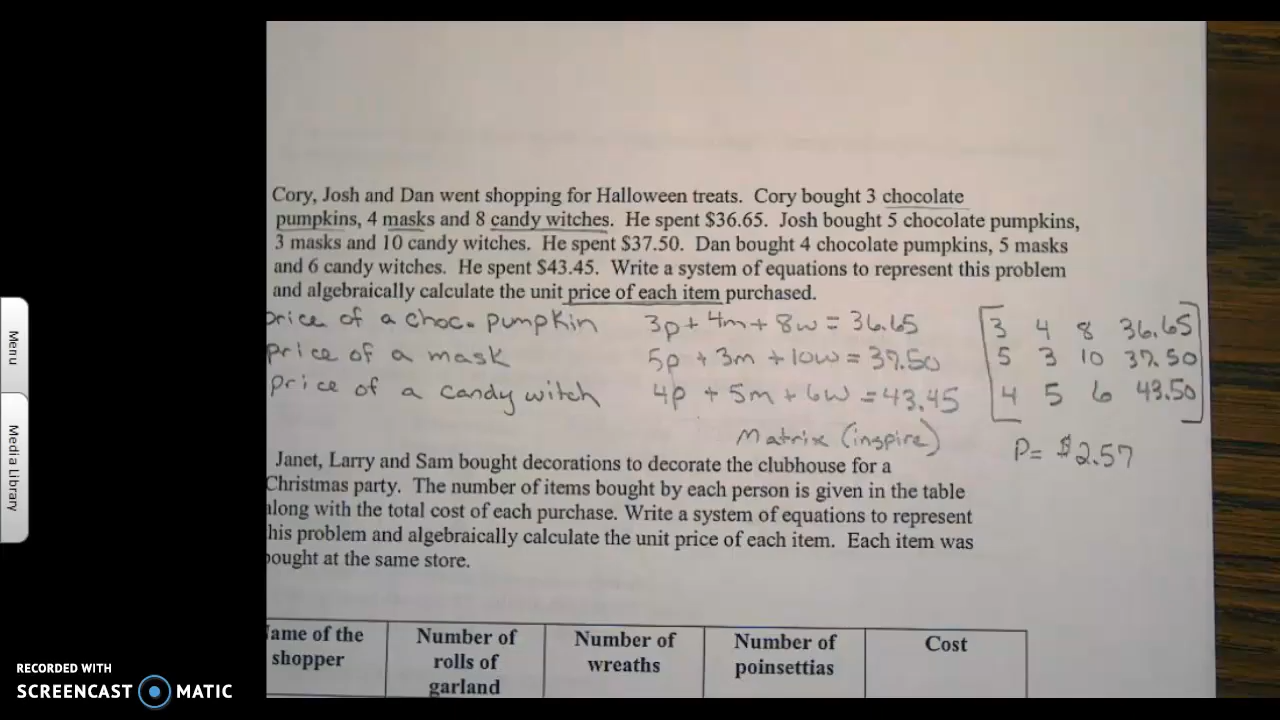 Menu
Media Library
Cory, Josh and Dan went shopping for Halloween treats. Cory bought 3 chocolate
pumpkins, 4 masks and 8 candy witches. He spent $36.65. Josh bought 5 chocolate pumpkins,
3 masks and 10 candy witches. He spent $37.50. Dan bought 4 chocolate pumpkins, 5 masks
and 6 candy witches. He spent $43.45. Write a system of equations to represent this problem
and algebraically calculate the unit price of each item purchased.
price of a choc. pumpkin 3p + 4m + 8w = 36.65 3 4 8 36.65
price of a mask 5p + 3m + 10w = 37.50 5 3 10 37.50
price of a candy witch 4p + 5m + 6w = 43.45 4 5 6 43.50
Matrix (inspire) P = $2.57
Janet, Larry and Sam bought decorations to decorate the clubhouse for a
Christmas party. The number of items bought by each person is given in the table
along with the total cost of each purchase. Write a system of equations to represent
his problem and algebraically calculate the unit price of each item. Each item was
ought at the same store.
ame of the shopper
Number of rolls of garland
Number of wreaths
Number of poinsettias
Cost
RECORDED WITH
SCREENCAST MATIC